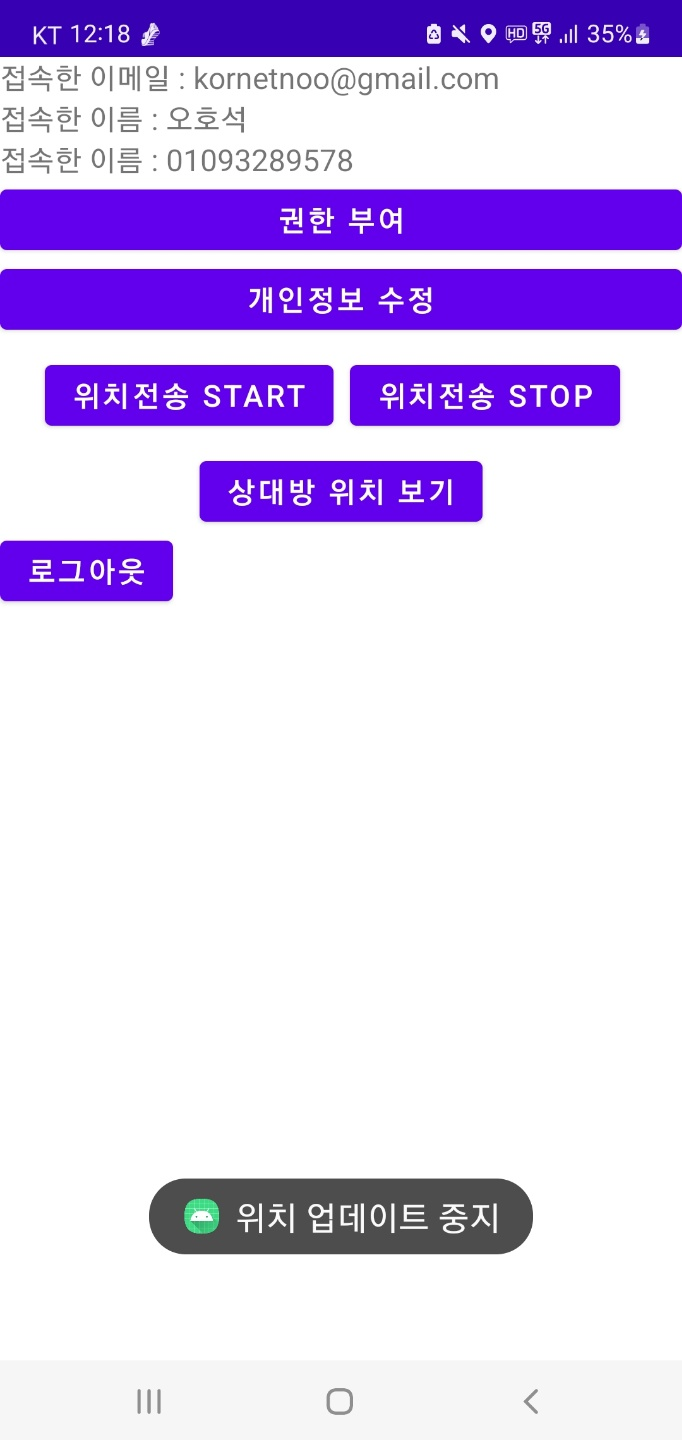 KT 12:18 HD 5G 35%
접속한 이메일 : kornetnoo@gmail.com
접속한 이름 : 오호석
접속한 이름 : 01093289578
권한 부여
개인정보 수정
위치전송 START 위치전송 STOP
상대방 위치 보기
로그아웃
위치 업데이트 중지